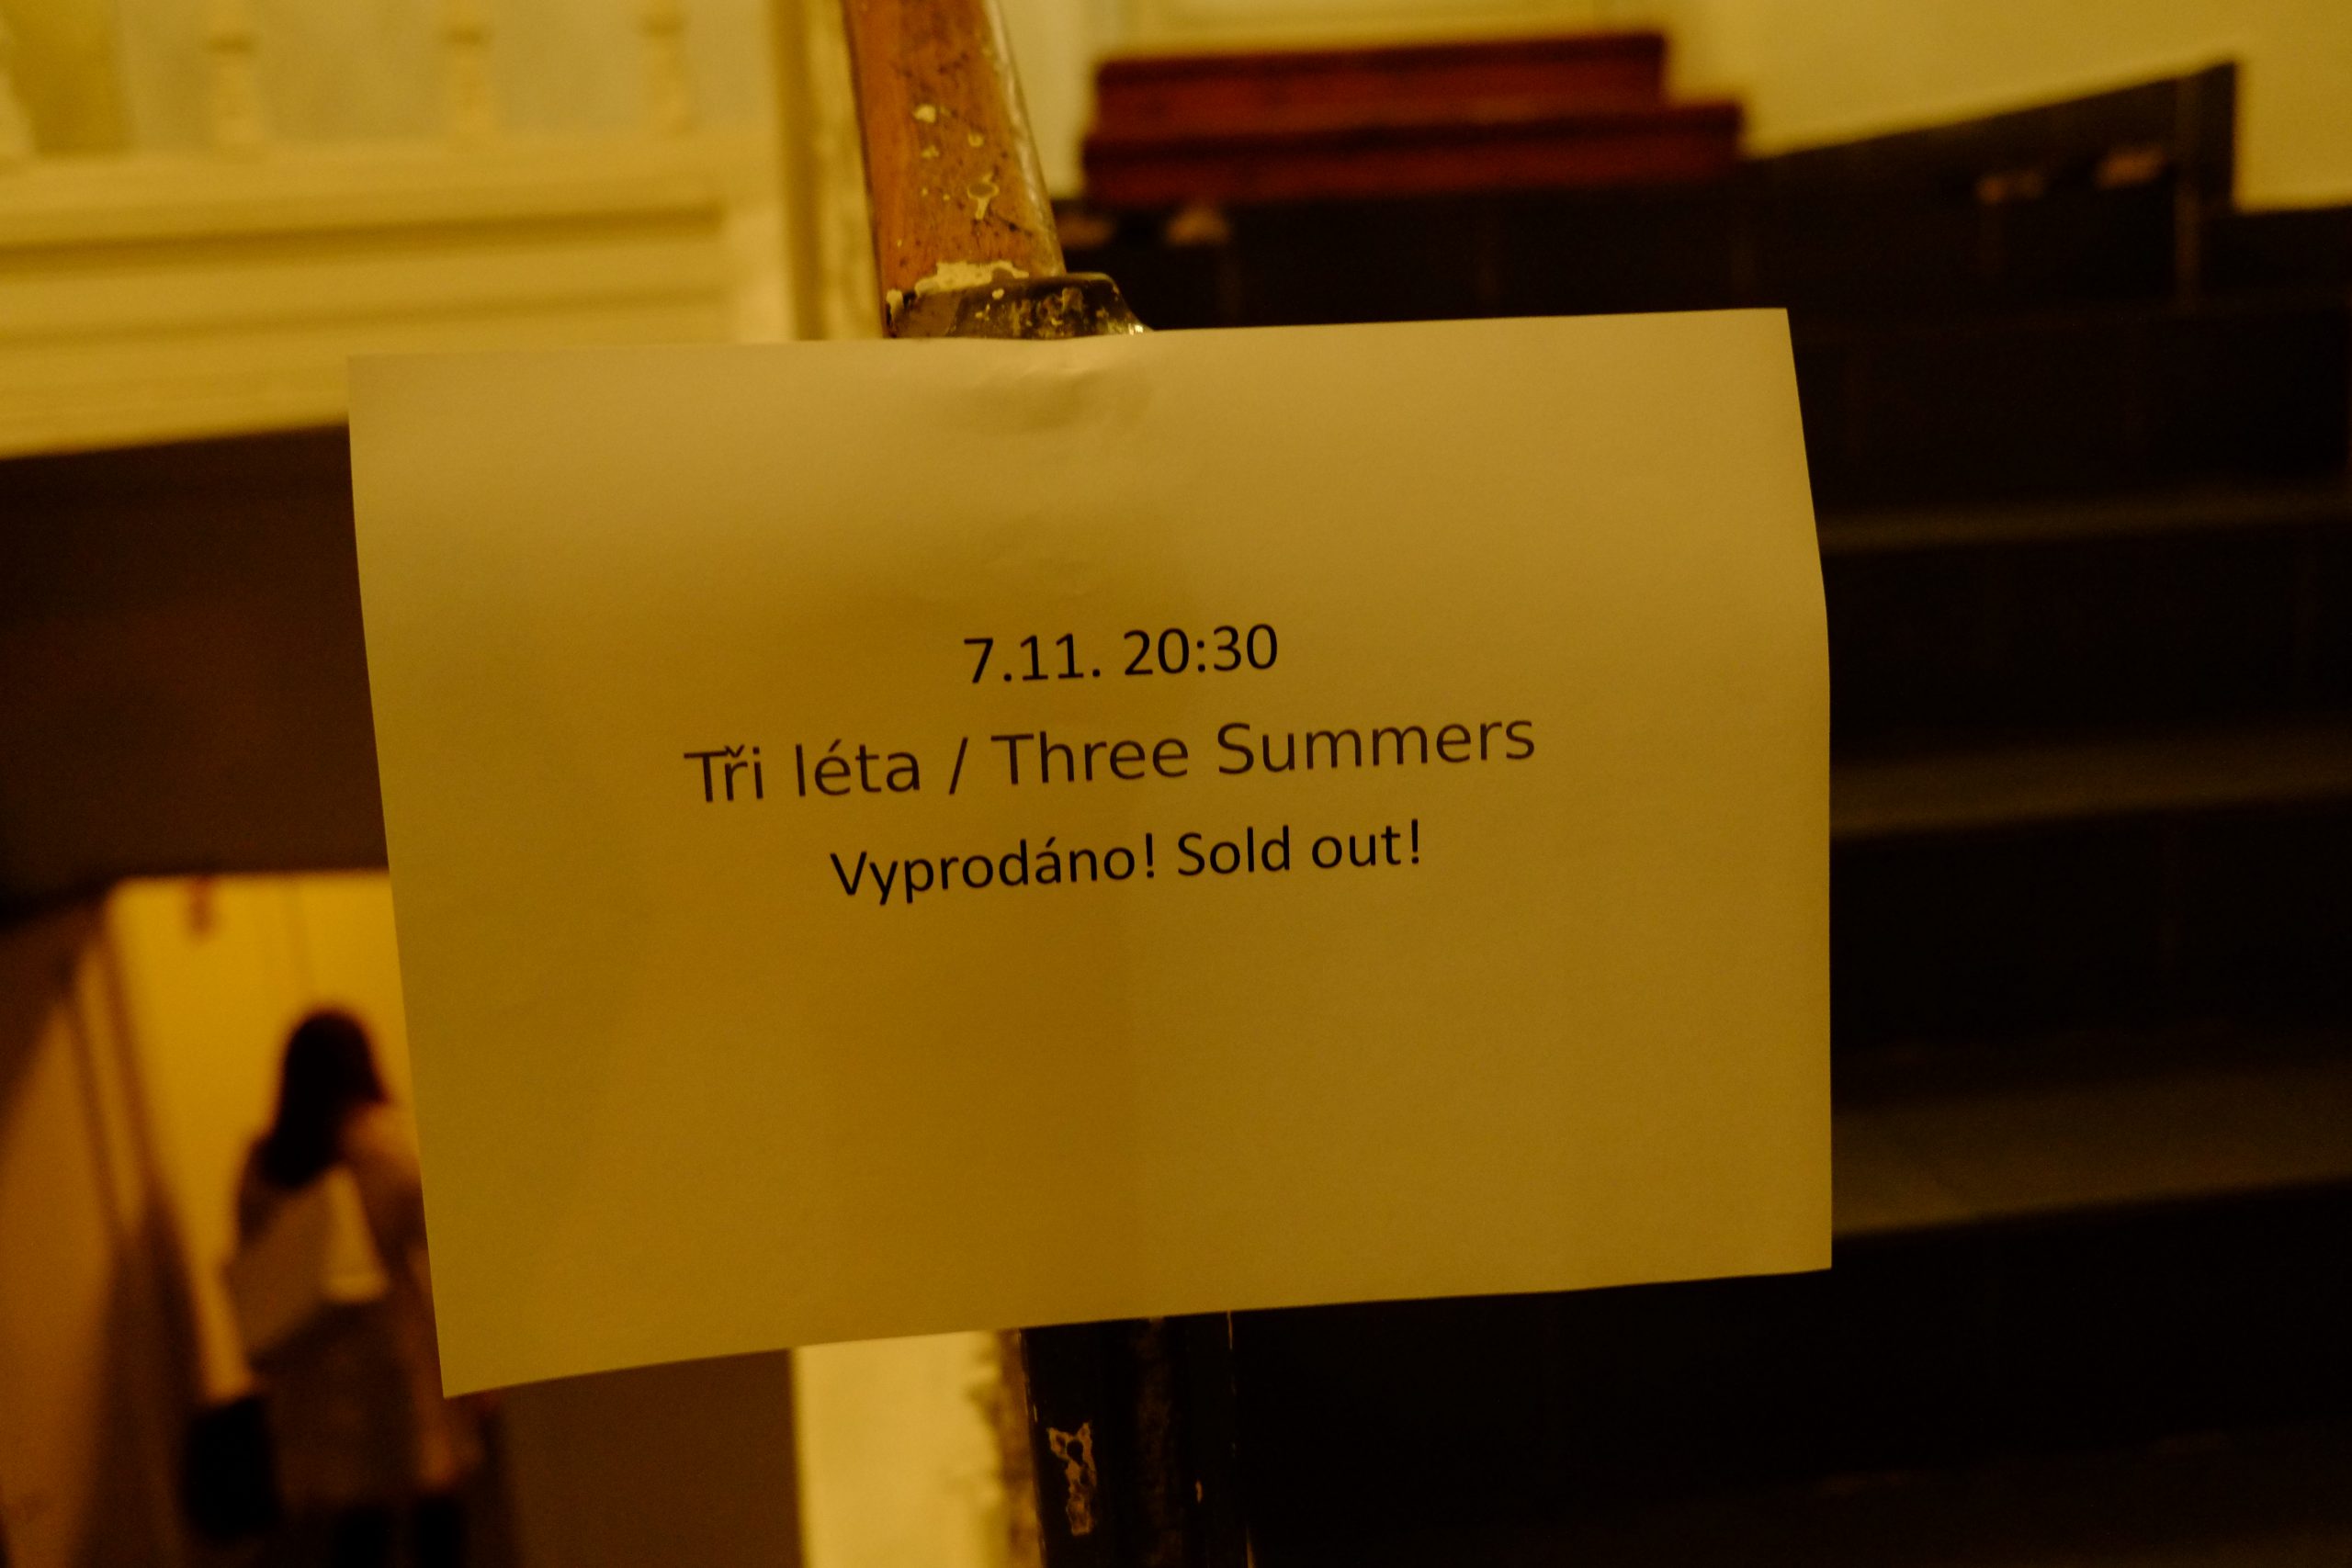 7.11. 20:30
Tři léta / Three Summers
Vyprodáno! Sold out!